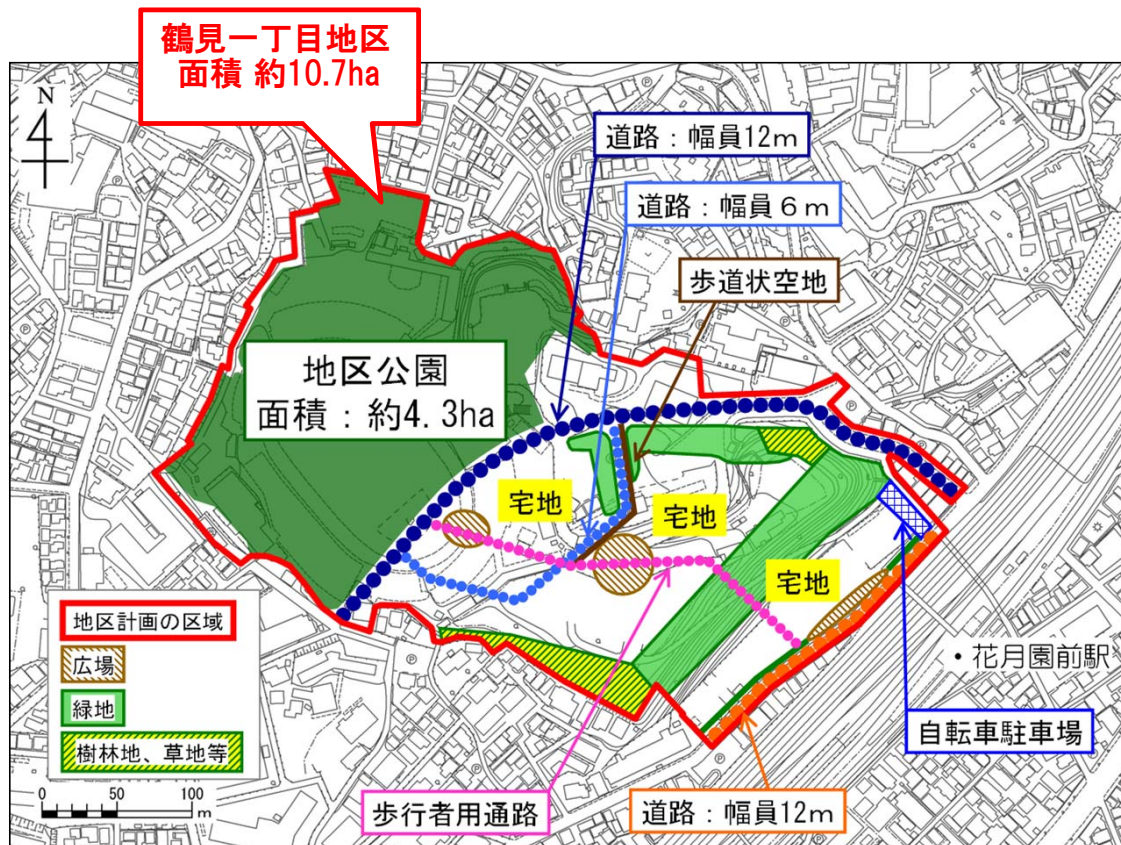 鶴見一丁目地区
面積 約10.7ha
N
道路：幅員12m
道路：幅員６ｍ
歩道状空地
地区公園
面積：約4.3ha
宅地
宅地
宅地
地区計画の区域
広場
緑地
樹林地、草地等
0 50 100
m
・花月園前駅
自転車駐車場
歩行者用通路
道路：幅員12m